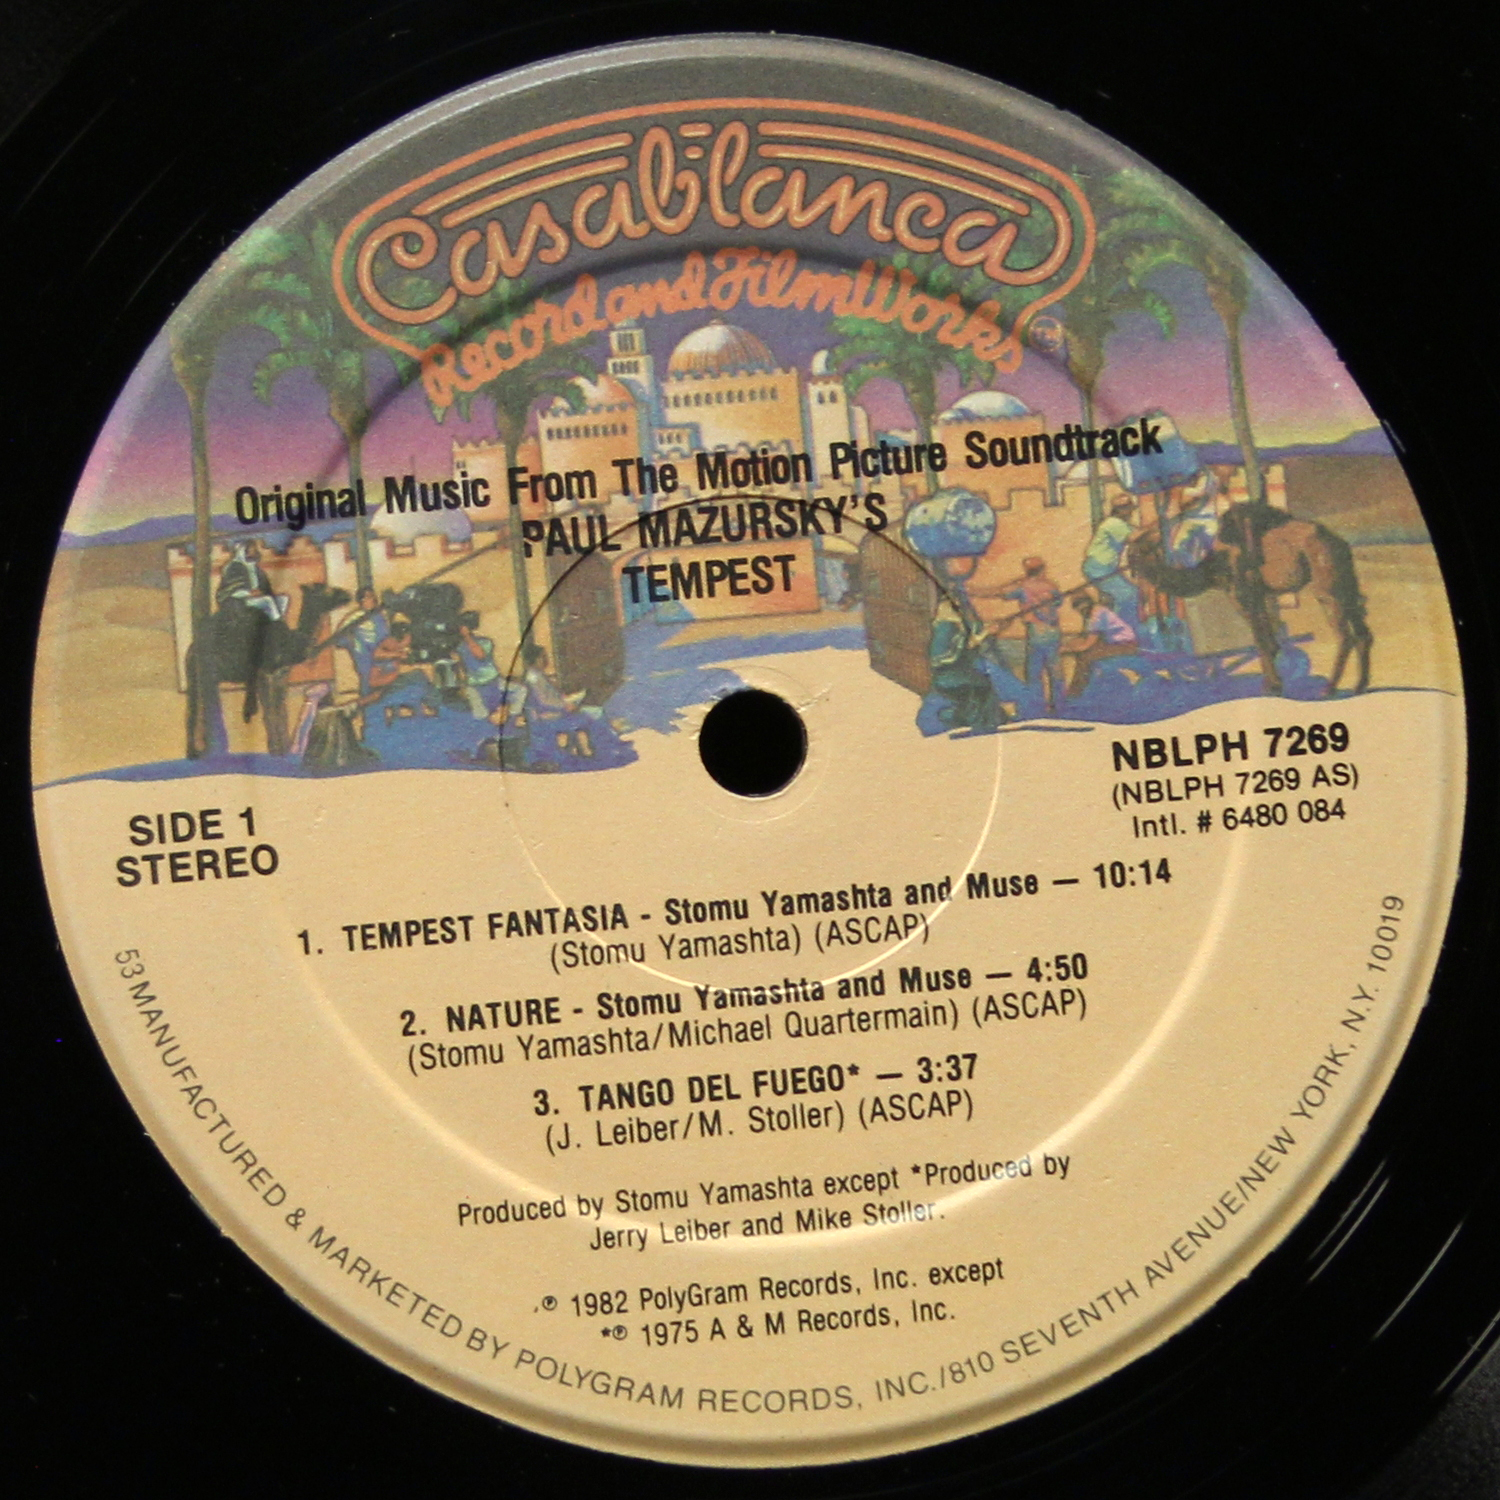 Casablanca
Record and FilmWorks ®
Original Music From The Motion Picture Soundtrack
PAUL MAZURSKY'S
TEMPEST
NBLPH 7269
(NBLPH 7269 AS)
Intl. # 6480 084
SIDE 1
STEREO
1. TEMPEST FANTASIA - Stomu Yamashta and Muse — 10:14
(Stomu Yamashta) (ASCAP)
2. NATURE - Stomu Yamashta and Muse — 4:50
(Stomu Yamashta/Michael Quartermain) (ASCAP)
3. TANGO DEL FUEGO* — 3:37
(J. Leiber/M. Stoller) (ASCAP)
Produced by Stomu Yamashta except *Produced by
Jerry Leiber and Mike Stoller.
℗ 1982 PolyGram Records, Inc. except
*℗ 1975 A & M Records, Inc.
53 MANUFACTURED & MARKETED BY POLYGRAM RECORDS, INC./810 SEVENTH AVENUE/NEW YORK, N.Y. 10019